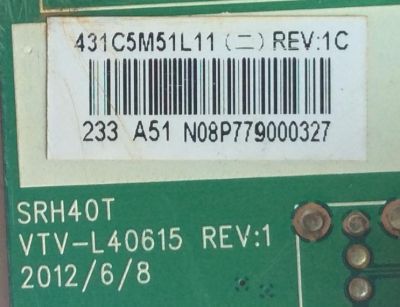 431C5M51L11(二) REV:1C
233 A51 N08P779000327
SRH40T
VTV-L40615 REV:1
2012/6/8